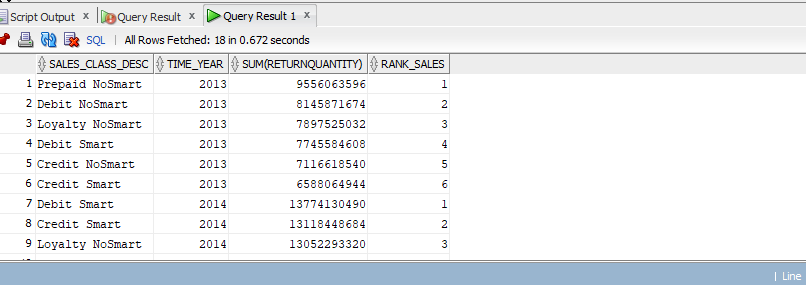 Script Output x Query Result x Query Result 1 x
SQL | All Rows Fetched: 18 in 0.672 seconds
SALES_CLASS_DESC TIME_YEAR SUM(RETURNQUANTITY) RANK_SALES
1 Prepaid NoSmart 2013 9556063596 1
2 Debit NoSmart 2013 8145871674 2
3 Loyalty NoSmart 2013 7897525032 3
4 Debit Smart 2013 7745584608 4
5 Credit NoSmart 2013 7116618540 5
6 Credit Smart 2013 6588064944 6
7 Debit Smart 2014 13774130490 1
8 Credit Smart 2014 13118448684 2
9 Loyalty NoSmart 2014 13052293320 3
| Line